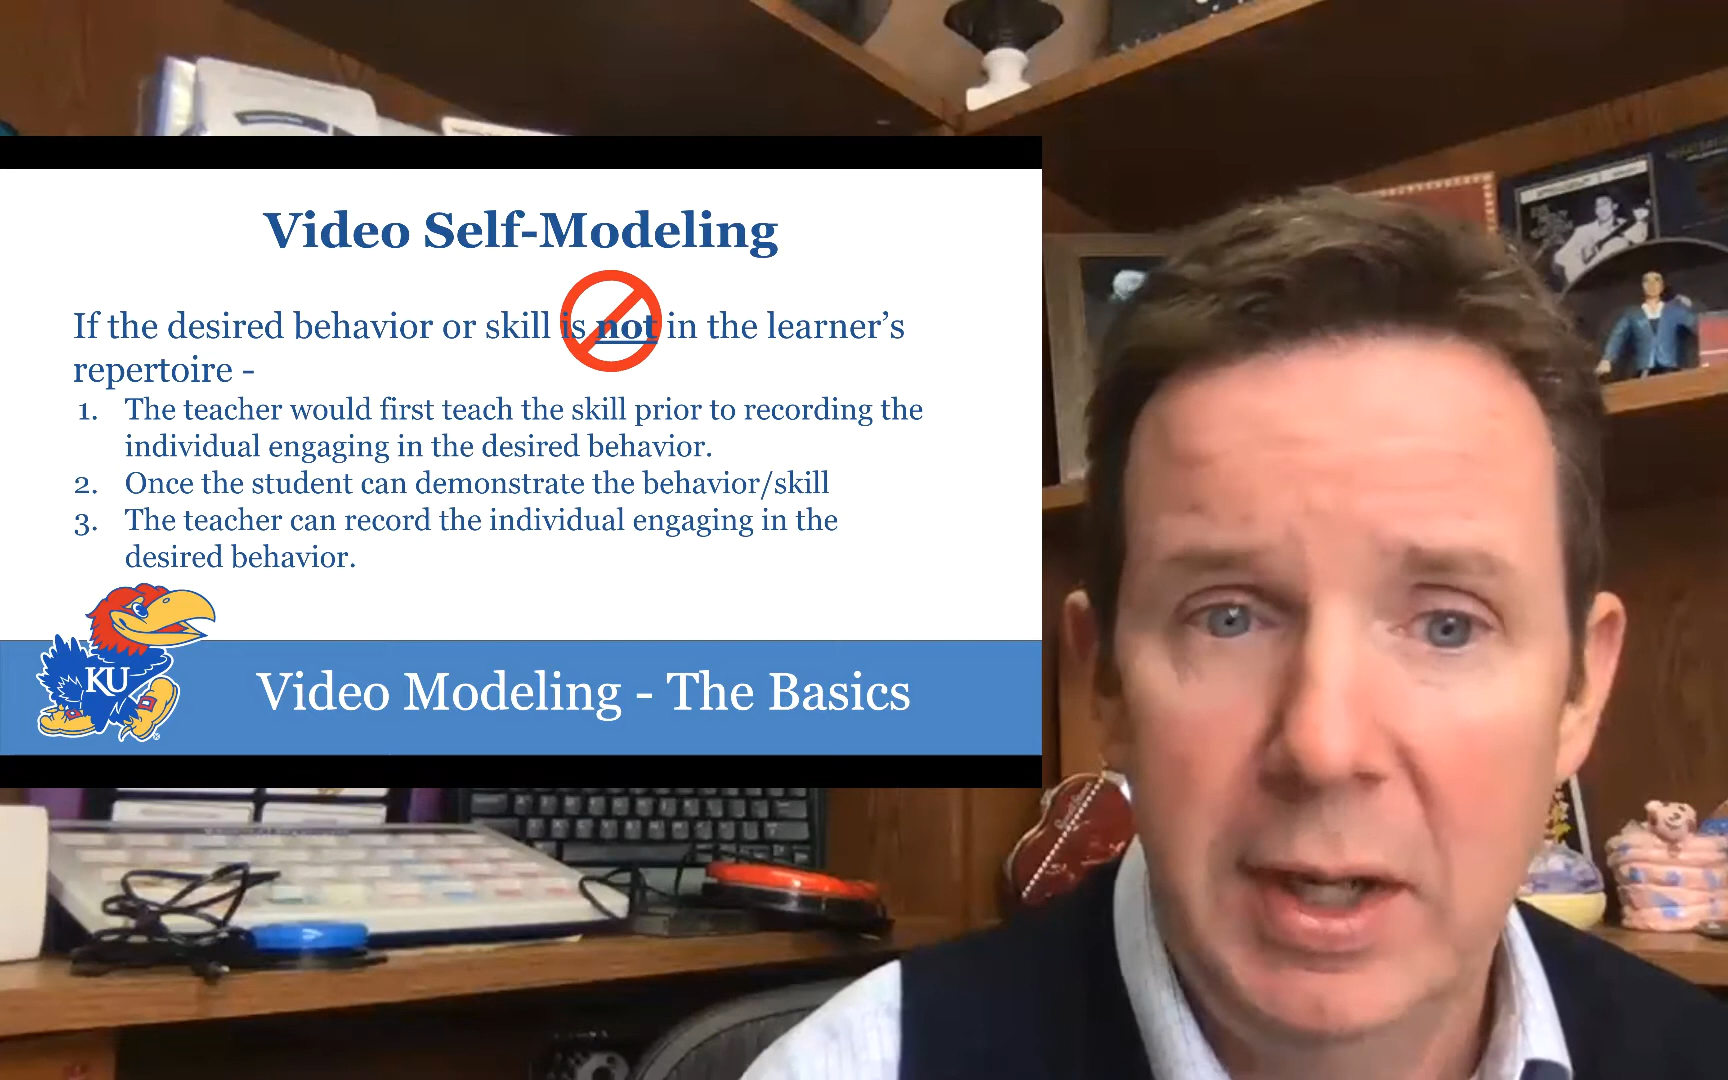 Video Self-Modeling
If the desired behavior or skill is not in the learner’s
repertoire -
1. The teacher would first teach the skill prior to recording the
individual engaging in the desired behavior.
2. Once the student can demonstrate the behavior/skill
3. The teacher can record the individual engaging in the
desired behavior.
KU
Video Modeling - The Basics